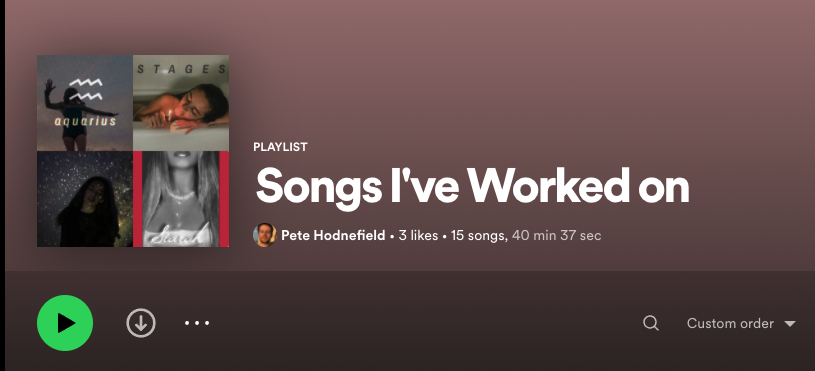 STAGES
aquarius
Sarah
PLAYLIST
Songs I've Worked on
Pete Hodnefield • 3 likes • 15 songs, 40 min 37 sec
Custom order